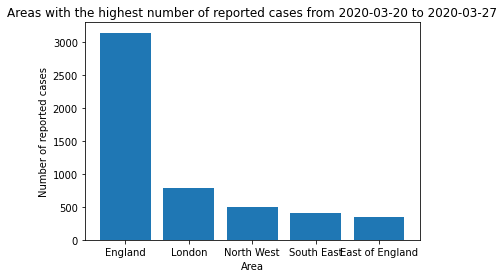 Areas with the highest number of reported cases from 2020-03-20 to 2020-03-27
Number of reported cases
3000
2500
2000
1500
1000
500
0
England London North West South East East of England
Area